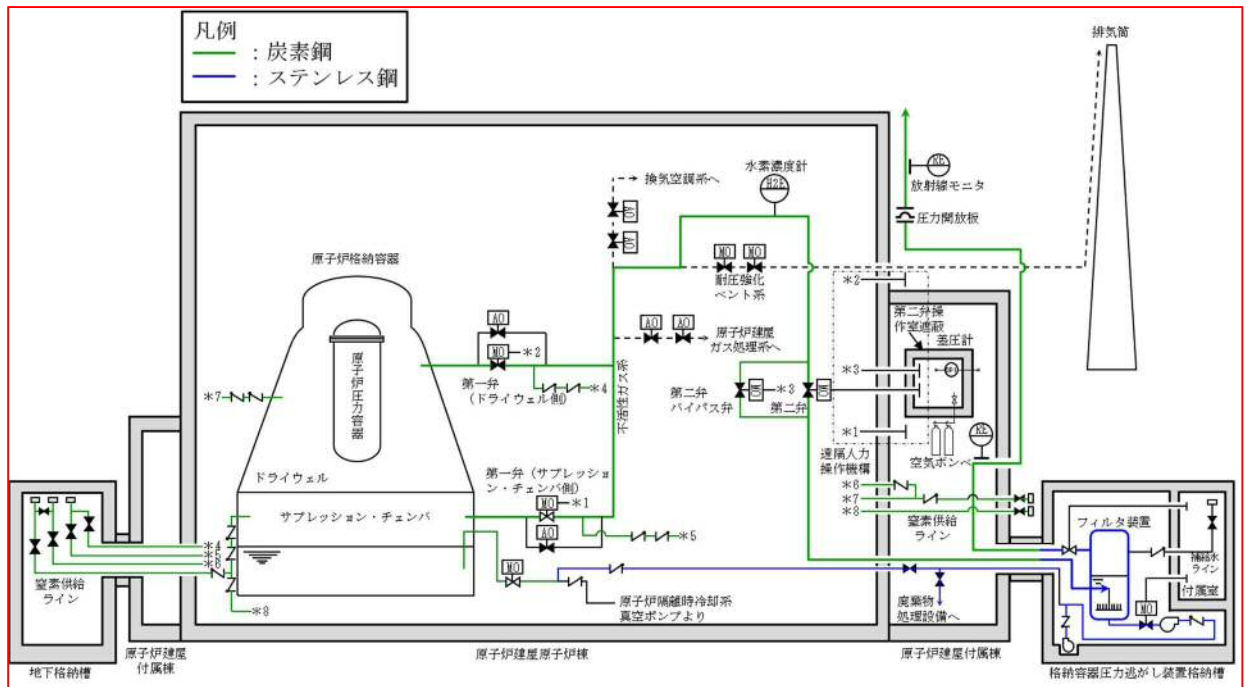 凡例
：炭素鋼
：ステンレス鋼
排気筒
水素濃度計
H2E
換気空調系へ
AO
AO
RE
放射線モニタ
圧力開放板
原子炉格納容器
原子炉圧力容器
MO
MO
耐圧強化
ベント系
*2
第二弁操
作室遮蔽
差圧計
AO
MO
*2
第一弁
（ドライウェル側）
*4
不活性ガス系
AO
AO
原子炉建屋
ガス処理系へ
*3
第二弁
バイパス弁
MO
*3
第二弁
MO
*1
遠隔人力
操作機構
空気ボンベ
RE
*7
ドライウェル
サプレッション・チェンバ
第一弁（サプレッショ
ン・チェンバ側）
MO
*1
AO
*5
*6
*7
*8
窒素供給
ライン
フィルタ装置
補給水
ライン
付属室
MO
*4
*5
*6
*8
窒素供給
ライン
MO
原子炉隔離時冷却系
真空ポンプより
廃棄物
処理設備へ
地下格納槽
原子炉建屋
付属棟
原子炉建屋原子炉棟
原子炉建屋付属棟
格納容器圧力逃がし装置格納槽